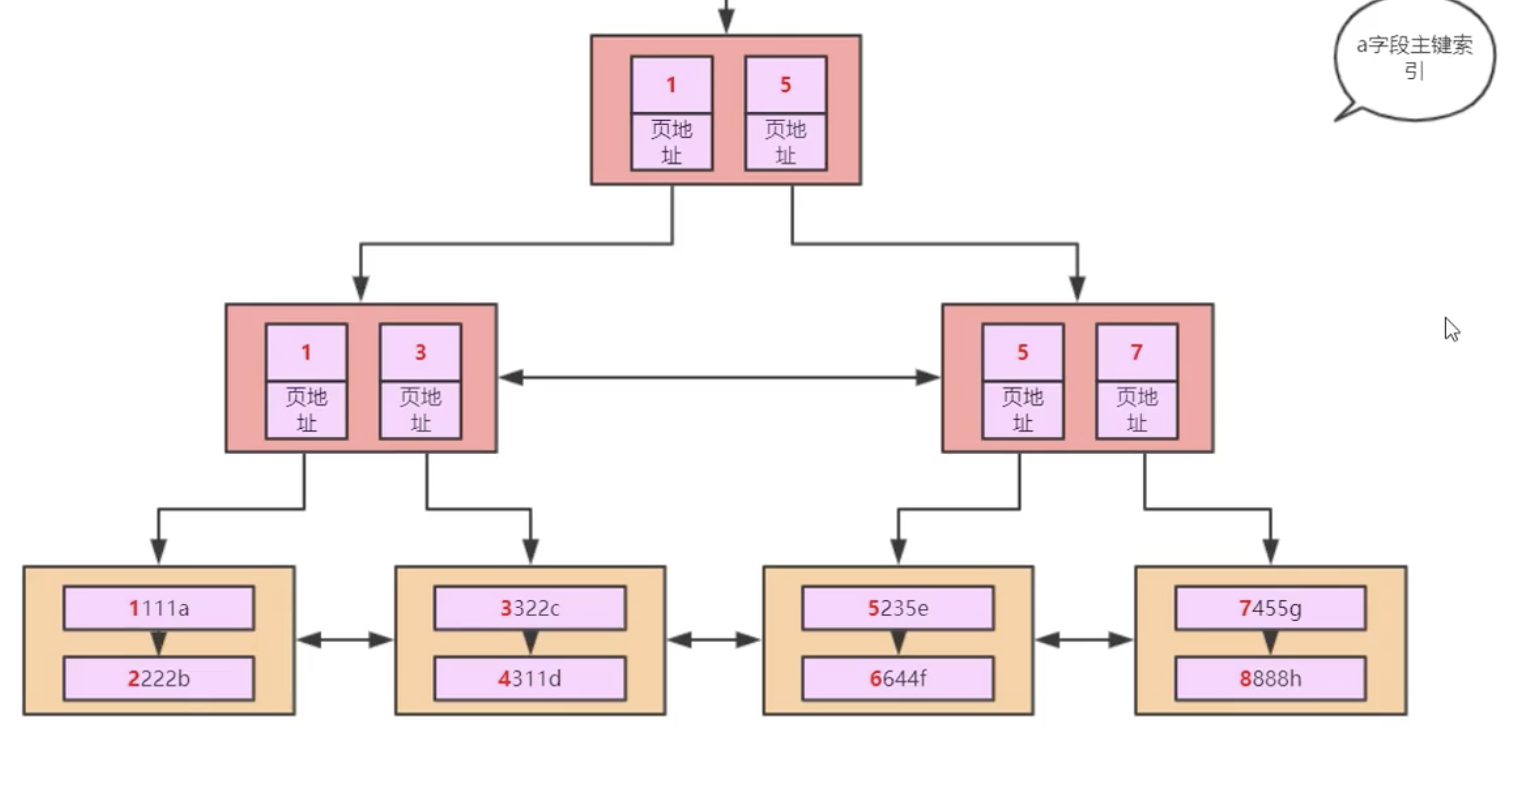 a字段主键索
引
1
5
页地
址
页地
址
1
3
5
7
页地
址
页地
址
页地
址
页地
址
1111a
3322c
5235e
7455g
2222b
4311d
6644f
8888h